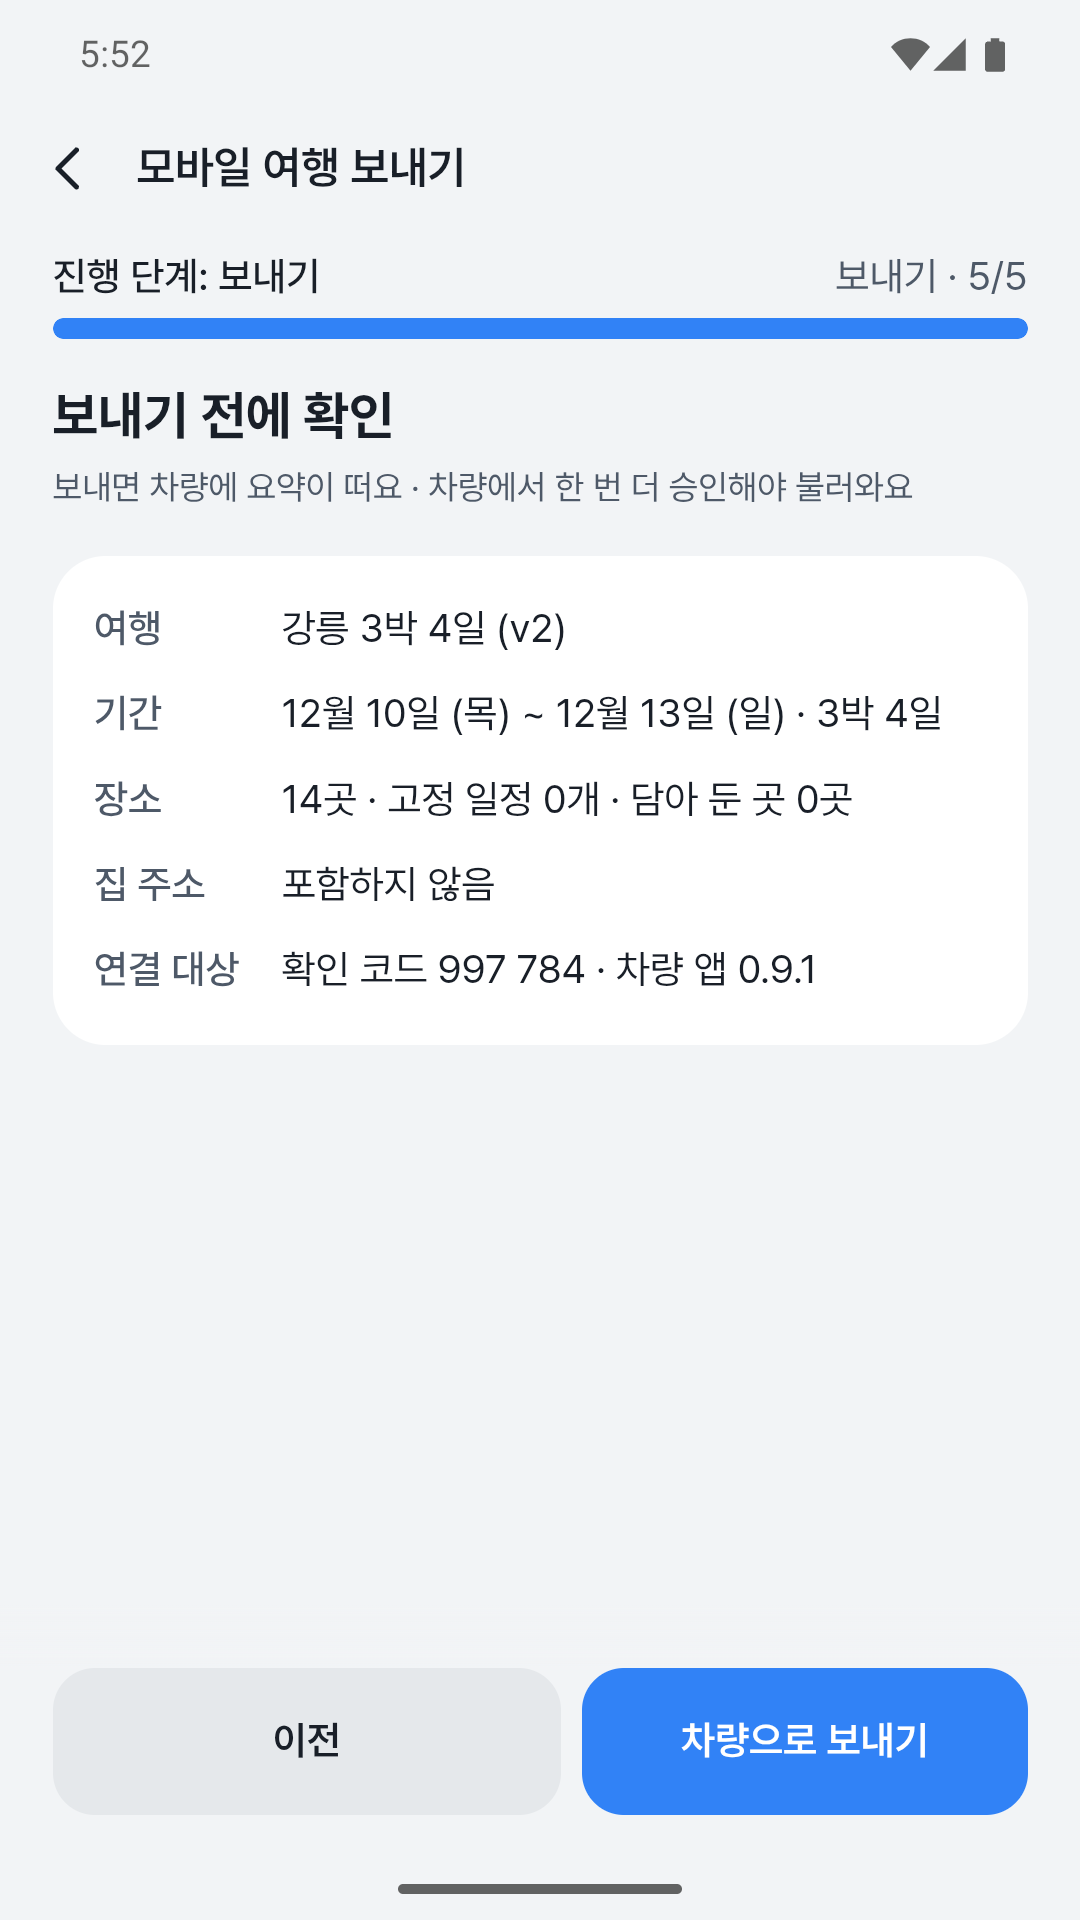 5:52
모바일 여행 보내기
진행 단계: 보내기
보내기 · 5/5
보내기 전에 확인
보내면 차량에 요약이 떠요 · 차량에서 한 번 더 승인해야 불러와요
여행 강릉 3박 4일 (v2)
기간 12월 10일 (목) ~ 12월 13일 (일) · 3박 4일
장소 14곳 · 고정 일정 0개 · 담아 둔 곳 0곳
집 주소 포함하지 않음
연결 대상 확인 코드 997 784 · 차량 앱 0.9.1
이전
차량으로 보내기